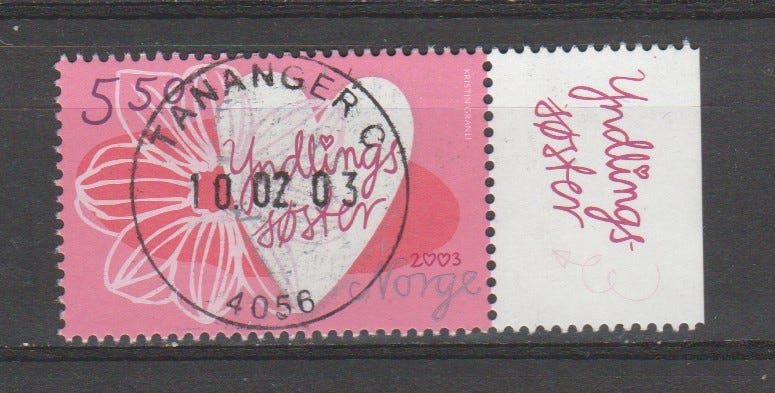 5 50
TANANGER C
KRISTIN GRANLI
Yndlings
søster
10.02.03
2003
Norge
4056
Yndlings-
søster